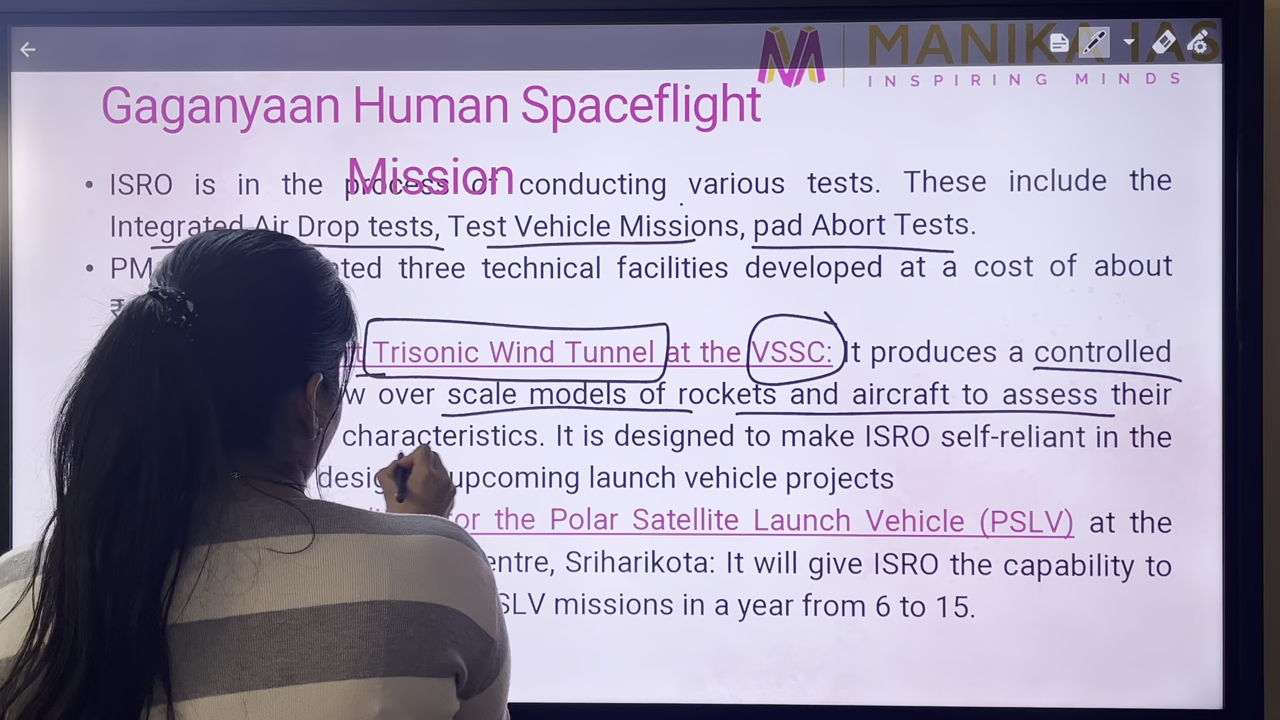 MANIKA IAS
INSPIRING MINDS
Gaganyaan Human Spaceflight
Mission
• ISRO is in the process of conducting various tests. These include the
Integrated Air Drop tests, Test Vehicle Missions, pad Abort Tests.
• PM three technical facilities developed at a cost of about
₹
Trisonic Wind Tunnel at the VSSC: It produces a controlled
over scale models of rockets and aircraft to assess their
characteristics. It is designed to make ISRO self-reliant in the
upcoming launch vehicle projects
for the Polar Satellite Launch Vehicle (PSLV) at the
Sriharikota: It will give ISRO the capability to
missions in a year from 6 to 15.